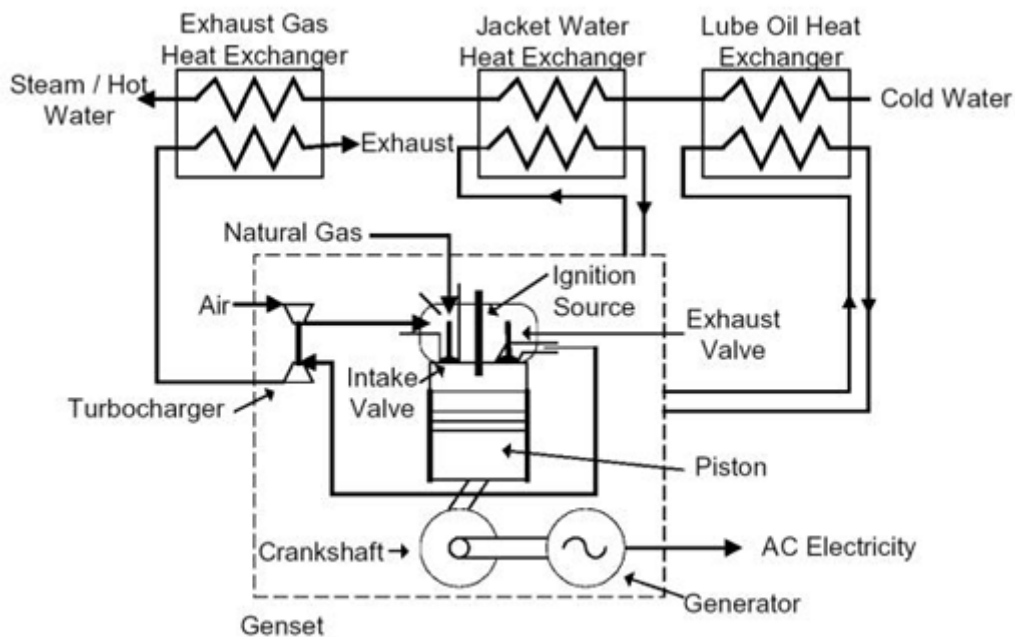 Exhaust Gas
Heat Exchanger
Jacket Water
Heat Exchanger
Lube Oil Heat
Exchanger
Steam / Hot
Water
Cold Water
Exhaust
Natural Gas
Ignition
Source
Air
Exhaust
Valve
Intake
Valve
Turbocharger
Piston
Crankshaft
AC Electricity
Generator
Genset